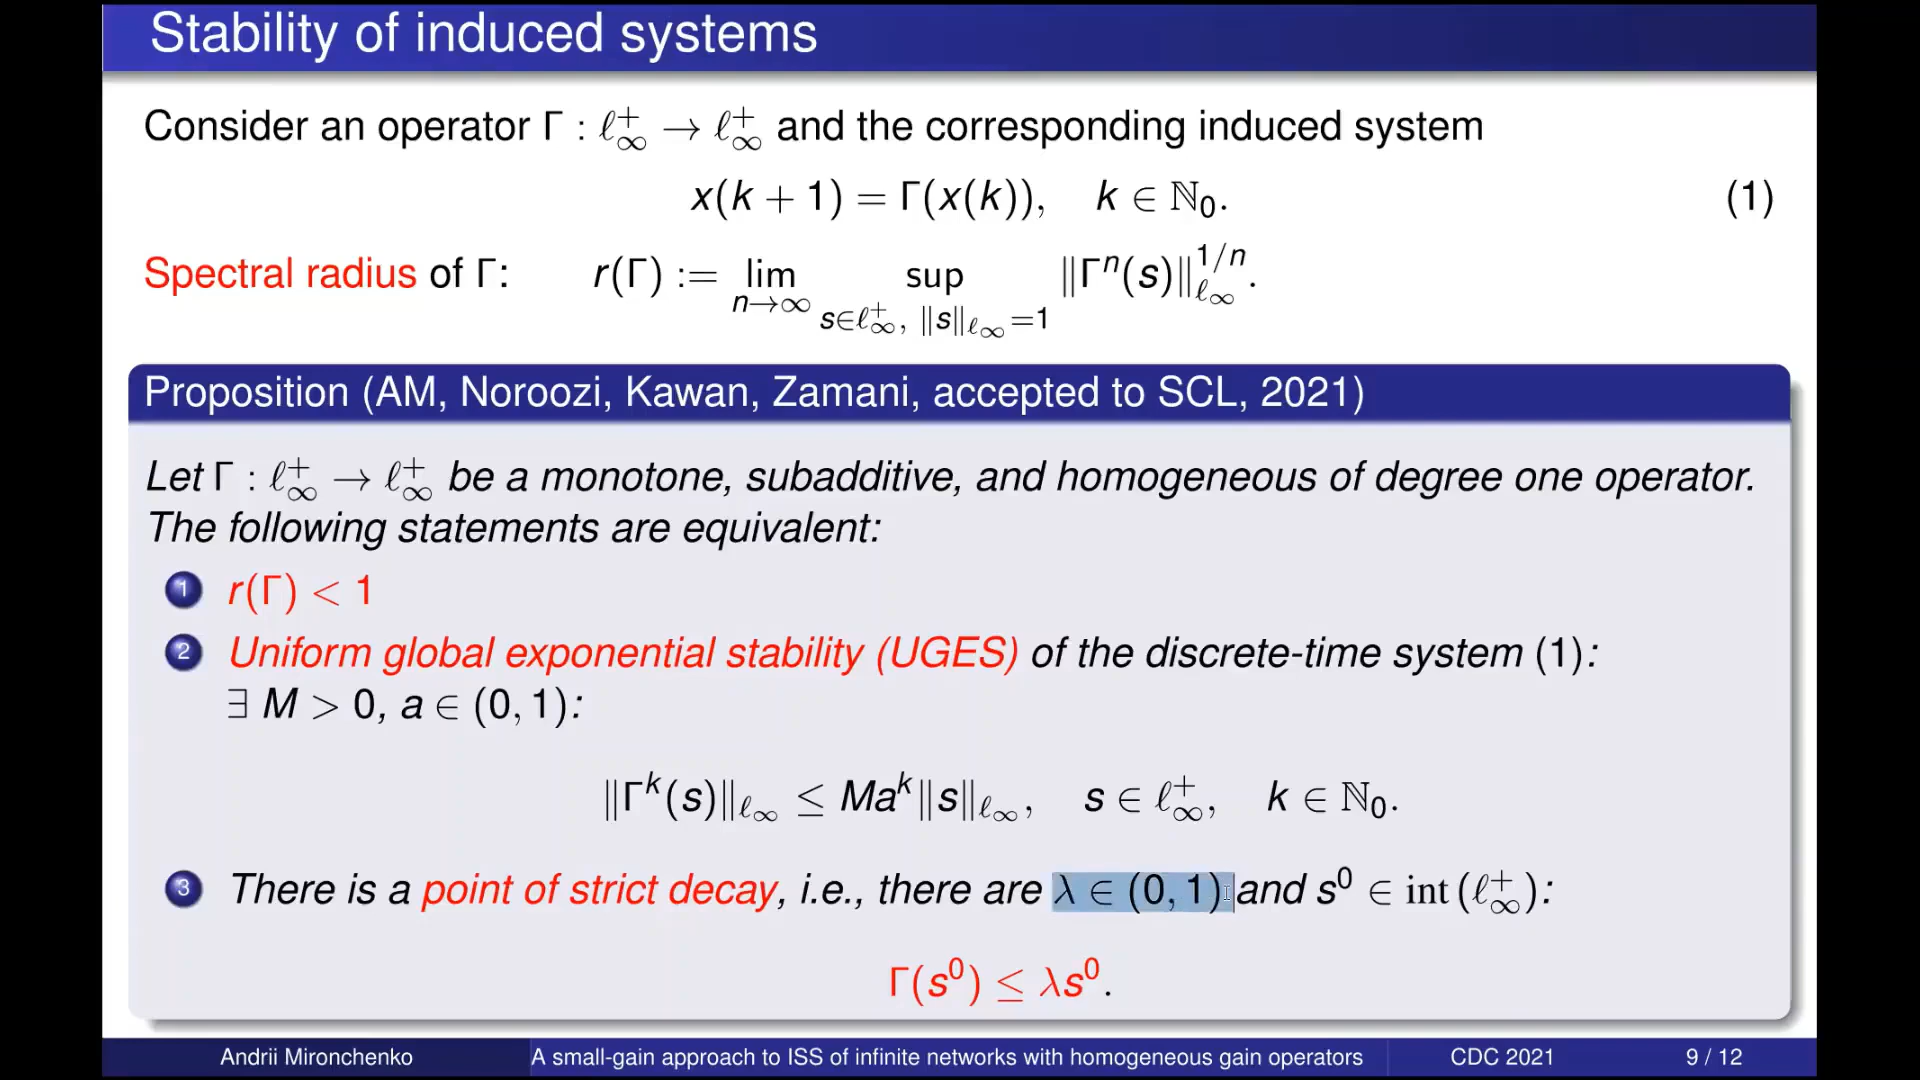 Stability of induced systems
Consider an operator Γ : ℓ∞⁺ → ℓ∞⁺ and the corresponding induced system
x(k + 1) = Γ(x(k)), k ∈ ℕ₀. (1)
Spectral radius of Γ: r(Γ) := lim_{n→∞} sup_{s∈ℓ∞⁺, ‖s‖_{ℓ∞}=1} ‖Γⁿ(s)‖_{ℓ∞}^{1/n}.
Proposition (AM, Noroozi, Kawan, Zamani, accepted to SCL, 2021)
Let Γ : ℓ∞⁺ → ℓ∞⁺ be a monotone, subadditive, and homogeneous of degree one operator.
The following statements are equivalent:
1 r(Γ) < 1
2 Uniform global exponential stability (UGES) of the discrete-time system (1):
∃ M > 0, a ∈ (0, 1):
‖Γᵏ(s)‖_{ℓ∞} ≤ Maᵏ‖s‖_{ℓ∞}, s ∈ ℓ∞⁺, k ∈ ℕ₀.
3 There is a point of strict decay, i.e., there are λ ∈ (0, 1) and s⁰ ∈ int (ℓ∞⁺):
Γ(s⁰) ≤ λs⁰.
Andrii Mironchenko A small-gain approach to ISS of infinite networks with homogeneous gain operators CDC 2021 9 / 12